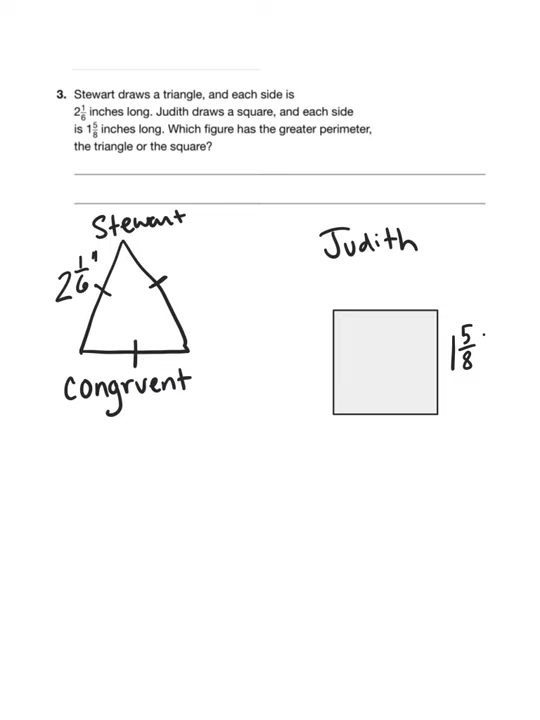 3. Stewart draws a triangle, and each side is
2 1/6 inches long. Judith draws a square, and each side
is 1 5/8 inches long. Which figure has the greater perimeter,
the triangle or the square?
Stewart
Judith
2 1/6"
1 5/8
Congruent